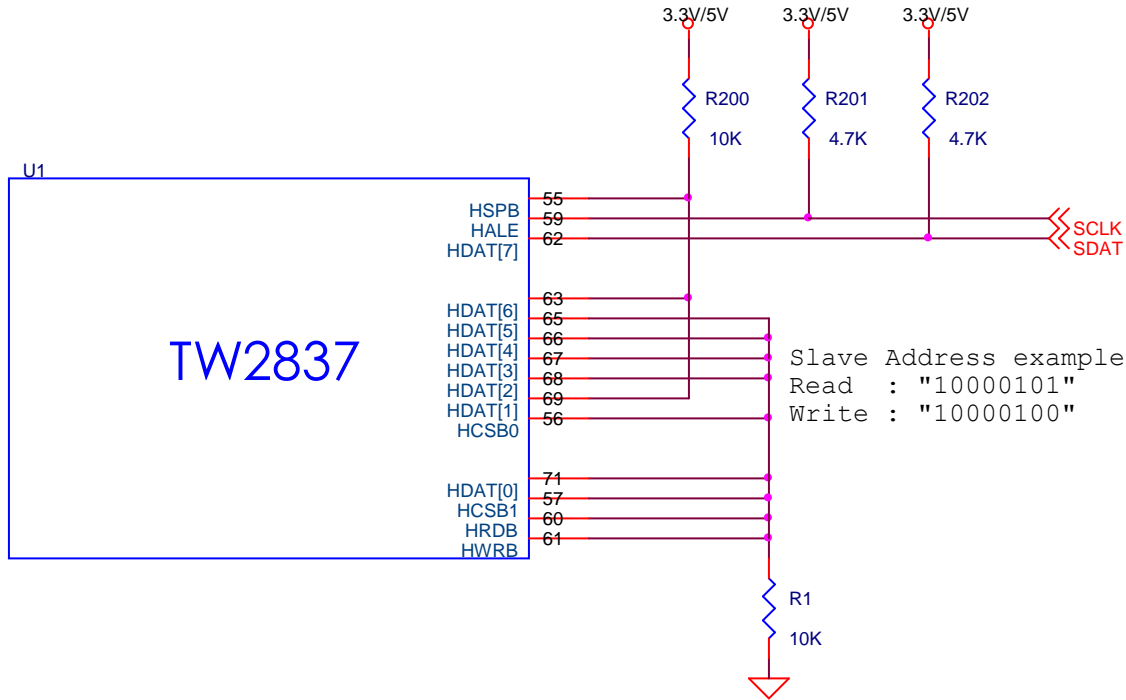 3.3V/5V 3.3V/5V 3.3V/5V
R200 R201 R202
10K 4.7K 4.7K
U1
55
HSPB 59
HALE 62 SCLK
HDAT[7] SDAT
63
HDAT[6] 65
HDAT[5] 66
HDAT[4] 67
HDAT[3] 68
HDAT[2] 69
HDAT[1] 56
HCSB0
TW2837
Slave Address example
Read : "10000101"
Write : "10000100"
71
HDAT[0] 57
HCSB1 60
HRDB 61
HWRB
R1
10K